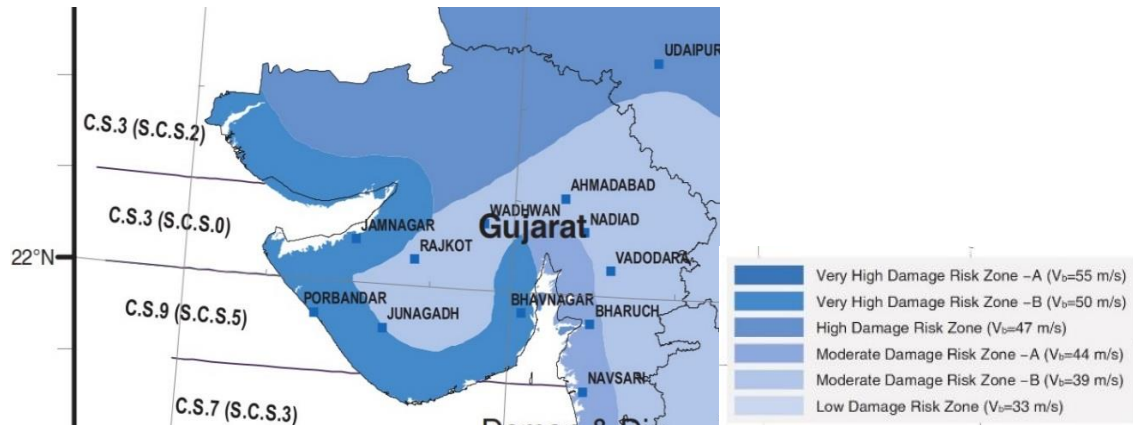 UDAIPUR
C.S.3 (S.C.S.2)
AHMADABAD
C.S.3 (S.C.S.0)
WADHWAN
Gujarat
NADIAD
JAMNAGAR
RAJKOT
22°N
VADODARA
C.S.9 (S.C.S.5)
PORBANDAR
BHAVNAGAR
JUNAGADH
BHARUCH
NAVSARI
C.S.7 (S.C.S.3)
Very High Damage Risk Zone –A (Vb=55 m/s)
Very High Damage Risk Zone –B (Vb=50 m/s)
High Damage Risk Zone (Vb=47 m/s)
Moderate Damage Risk Zone -A (Vb=44 m/s)
Moderate Damage Risk Zone -B (Vb=39 m/s)
Low Damage Risk Zone (Vb=33 m/s)